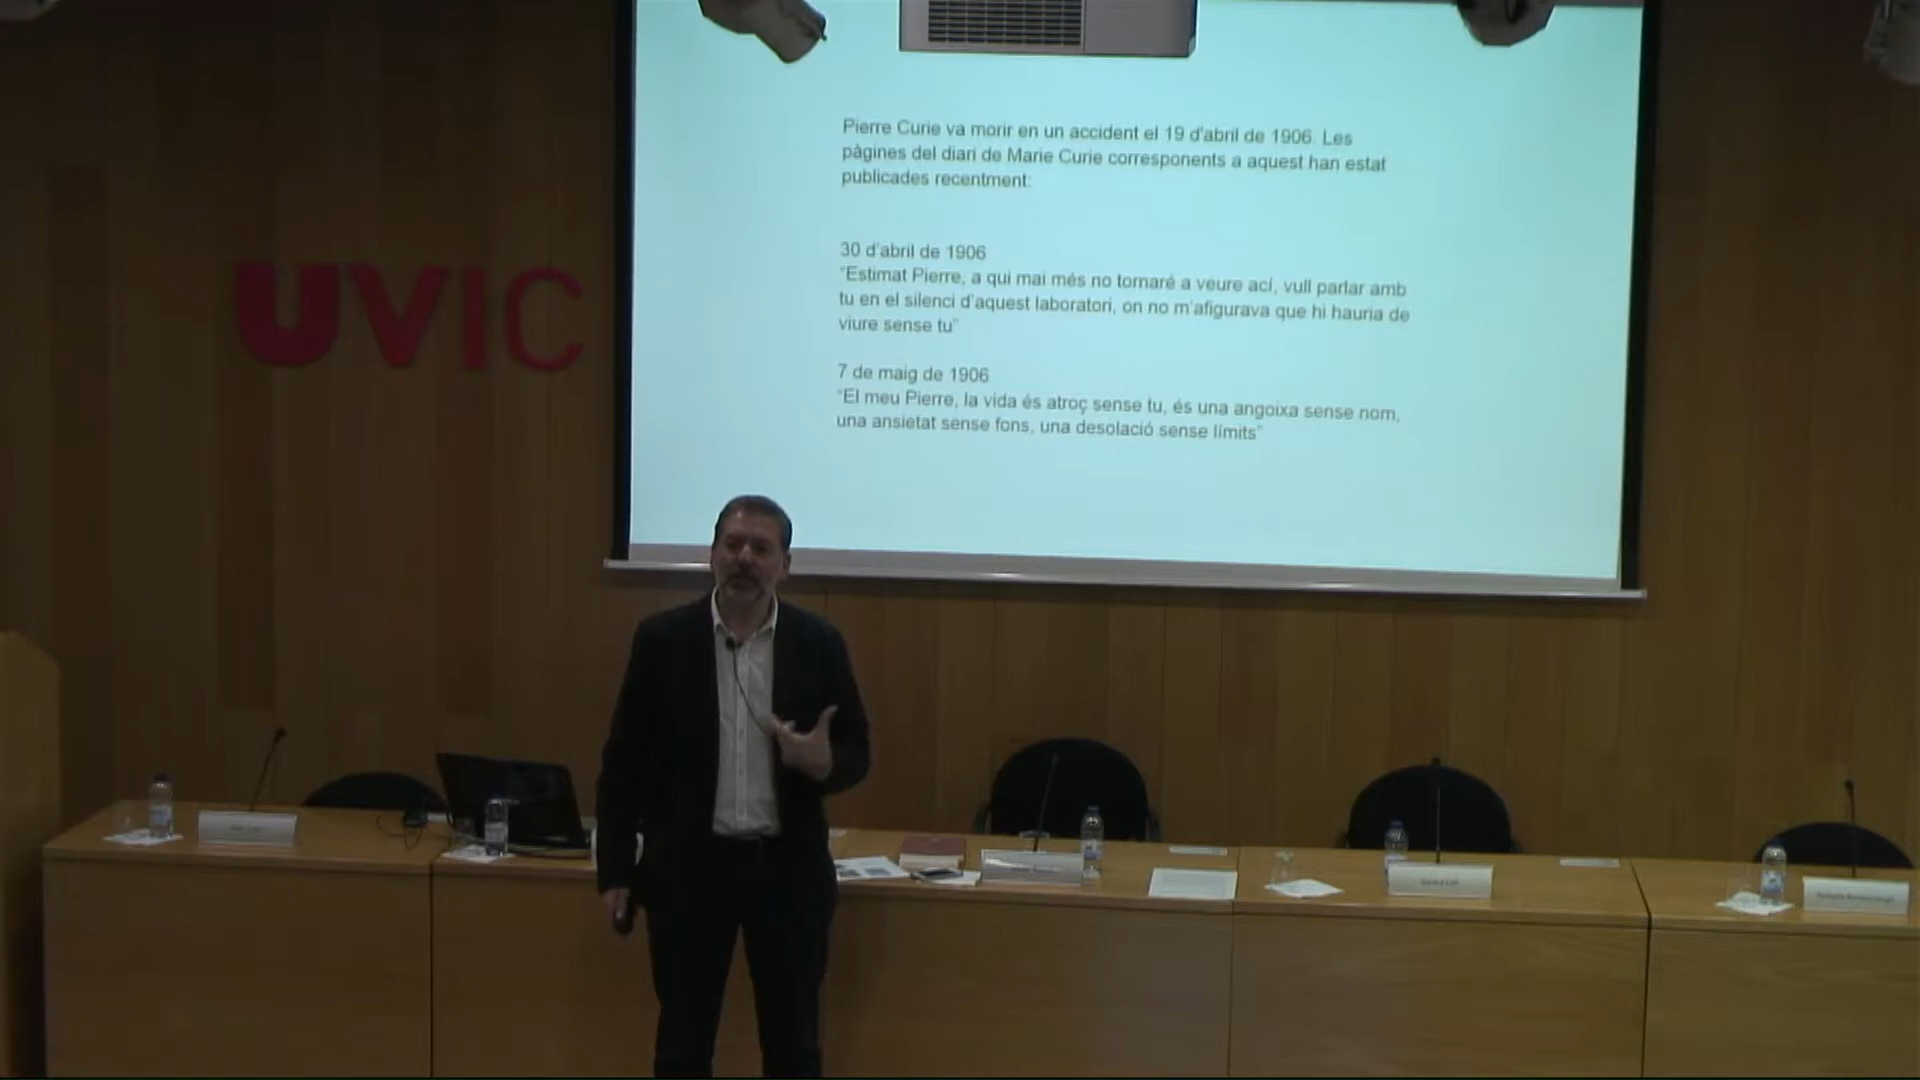 Pierre Curie va morir en un accident el 19 d'abril de 1906. Les
pàgines del diari de Marie Curie corresponents a aquest han estat
publicades recentment:
30 d'abril de 1906
“Estimat Pierre, a qui mai més no tornaré a veure ací, vull parlar amb
tu en el silenci d'aquest laboratori, on no m'afigurava que hi hauria de
viure sense tu”
7 de maig de 1906
“El meu Pierre, la vida és atroç sense tu, és una angoixa sense nom,
una ansietat sense fons, una desolació sense límits”
UVIC